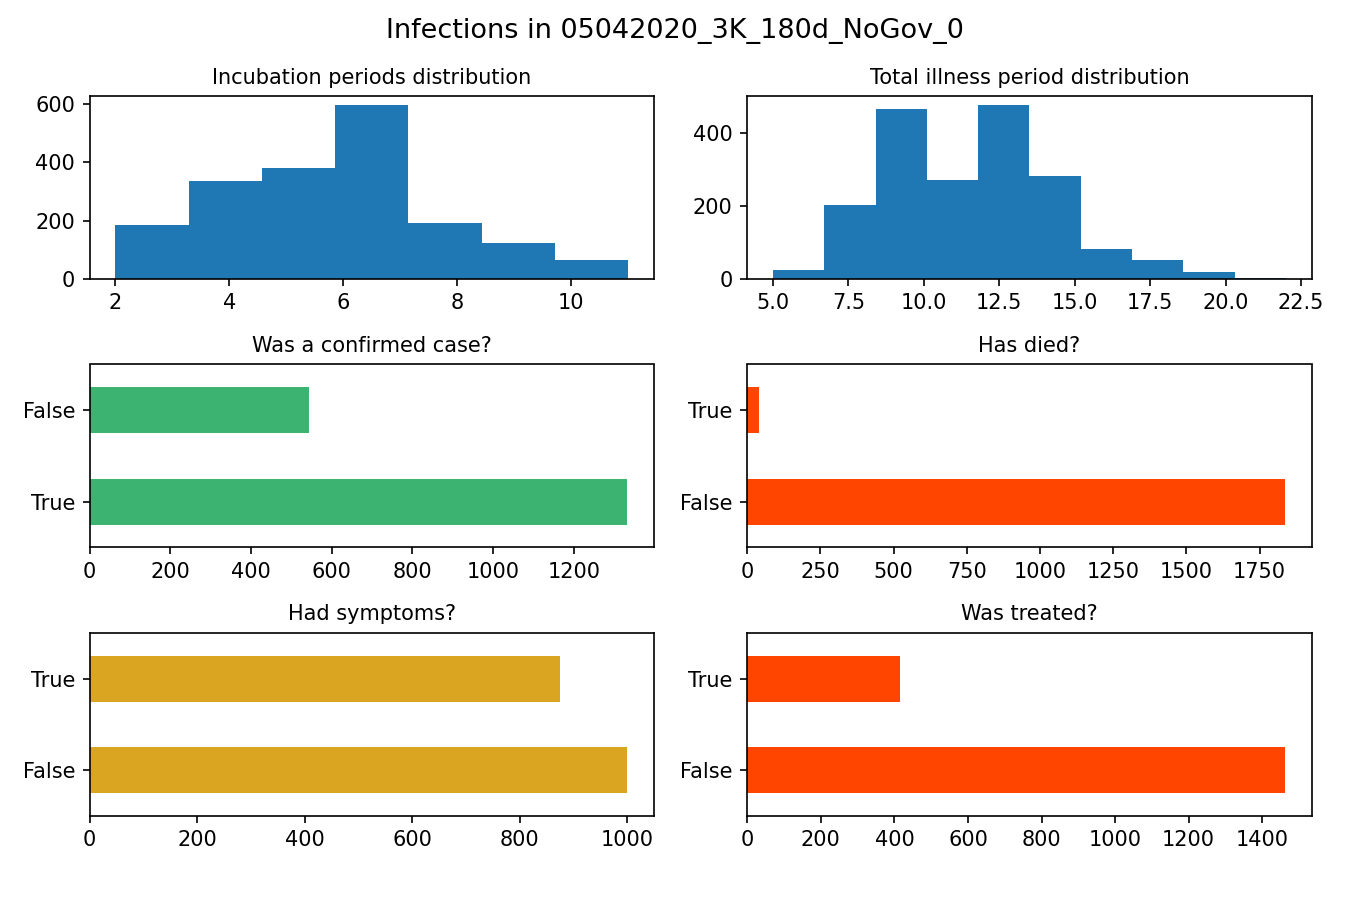 Infections in 05042020_3K_180d_NoGov_0
Incubation periods distribution
600
400
200
0
2 4 6 8 10
Total illness period distribution
400
200
0
5.0 7.5 10.0 12.5 15.0 17.5 20.0 22.5
Was a confirmed case?
False
True
0 200 400 600 800 1000 1200
Has died?
True
False
0 250 500 750 1000 1250 1500 1750
Had symptoms?
True
False
0 200 400 600 800 1000
Was treated?
True
False
0 200 400 600 800 1000 1200 1400